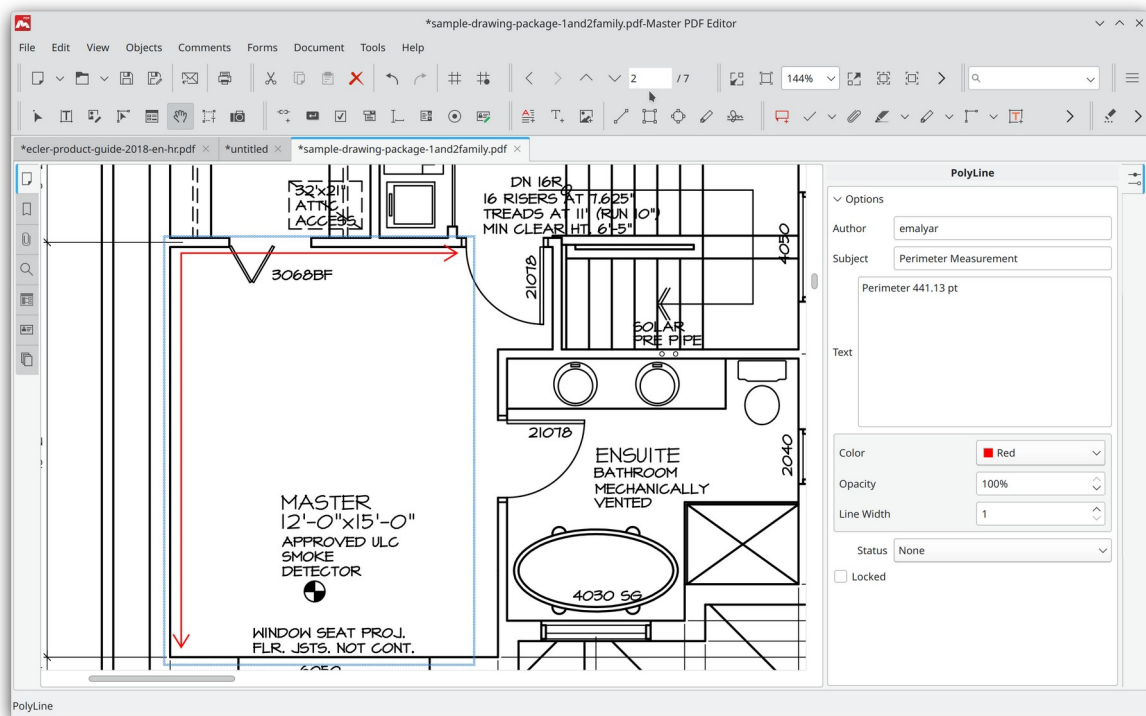 *sample-drawing-package-1and2family.pdf-Master PDF Editor
File Edit View Objects Comments Forms Document Tools Help
2 / 7
144%
*ecler-product-guide-2018-en-hr.pdf
*untitled
*sample-drawing-package-1and2family.pdf
32"x21"
ATTIC
ACCESS
DN 16R
16 RISERS AT 7.625"
TREADS AT 11" (RUN 10")
MIN CLEAR HT. 6'-5"
4050
3068BF
21078
SOLAR
PRE PIPE
21078
2040
ENSUITE
BATHROOM
MECHANICALLY
VENTED
MASTER
12'-0"x15'-0"
APPROVED ULC
SMOKE
DETECTOR
4030 SG
WINDOW SEAT PROJ.
FLR. JSTS. NOT CONT.
6050
PolyLine
Options
Author emalyar
Subject Perimeter Measurement
Text
Perimeter 441.13 pt
Color Red
Opacity 100%
Line Width 1
Status None
Locked
PolyLine